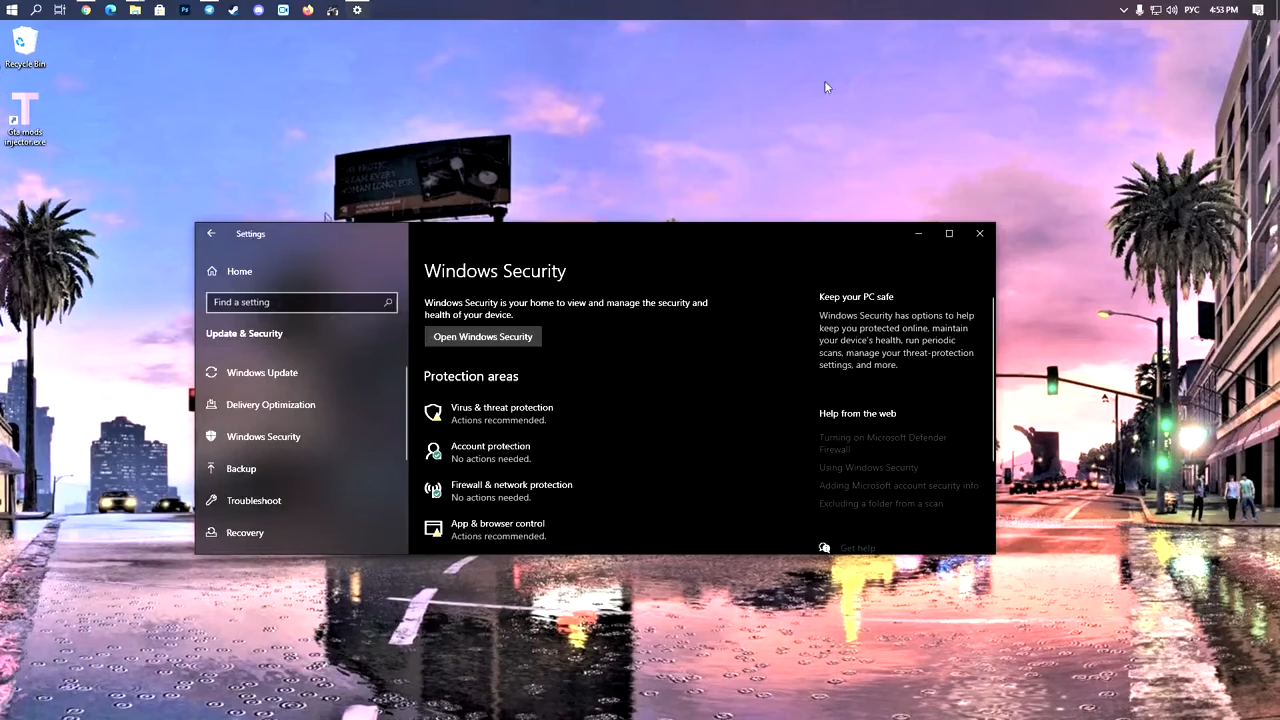 РУС
4:53 PM
Recycle Bin
T
Gta mods
injector.exe
DREAM EVERY
WOMAN LONGS FOR
Settings
Home
Find a setting
Update & Security
Windows Update
Delivery Optimization
Windows Security
Backup
Troubleshoot
Recovery
Windows Security
Windows Security is your home to view and manage the security and
health of your device.
Open Windows Security
Protection areas
Virus & threat protection
Actions recommended.
Account protection
No actions needed.
Firewall & network protection
No actions needed.
App & browser control
Actions recommended.
Keep your PC safe
Windows Security has options to help
keep you protected online, maintain
your device's health, run periodic
scans, manage your threat-protection
settings, and more.
Help from the web
Turning on Microsoft Defender
Firewall
Using Windows Security
Adding Microsoft account security info
Excluding a folder from a scan
Get help